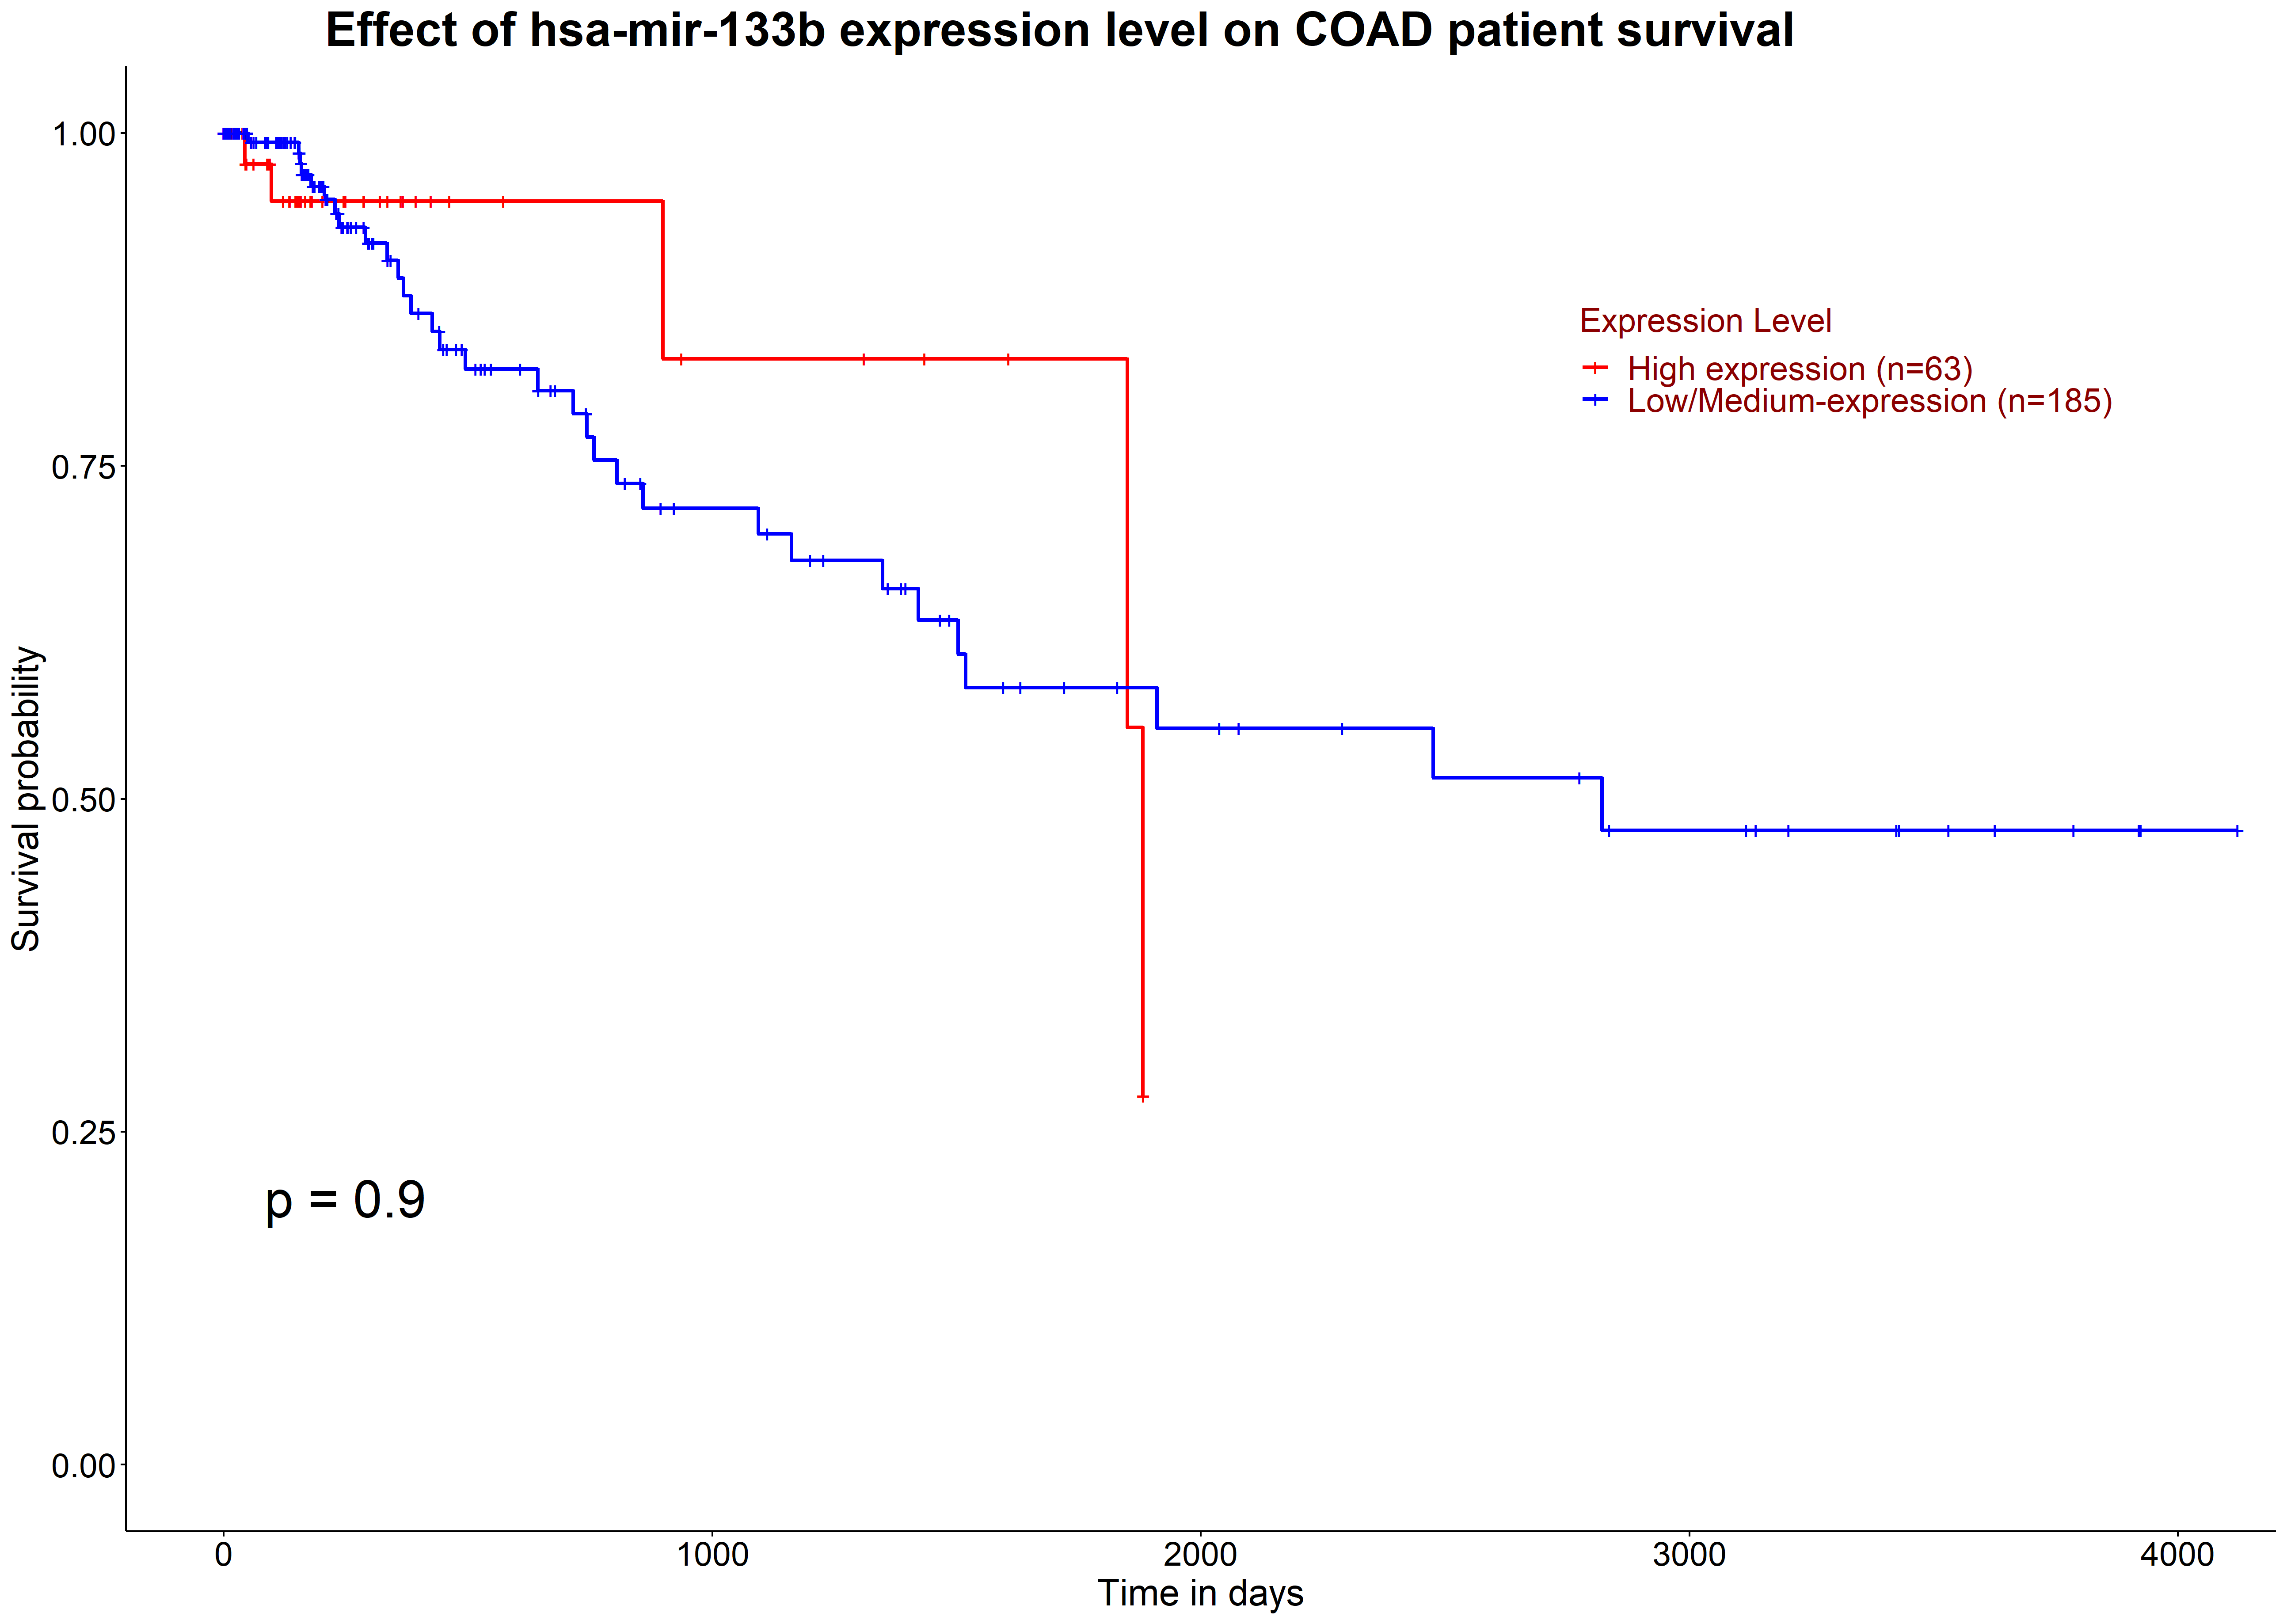 Effect of hsa-mir-133b expression level on COAD patient survival
1.00
0.75
0.50
0.25
0.00
Survival probability
Expression Level
High expression (n=63)
Low/Medium-expression (n=185)
p = 0.9
0 1000 2000 3000 4000
Time in days